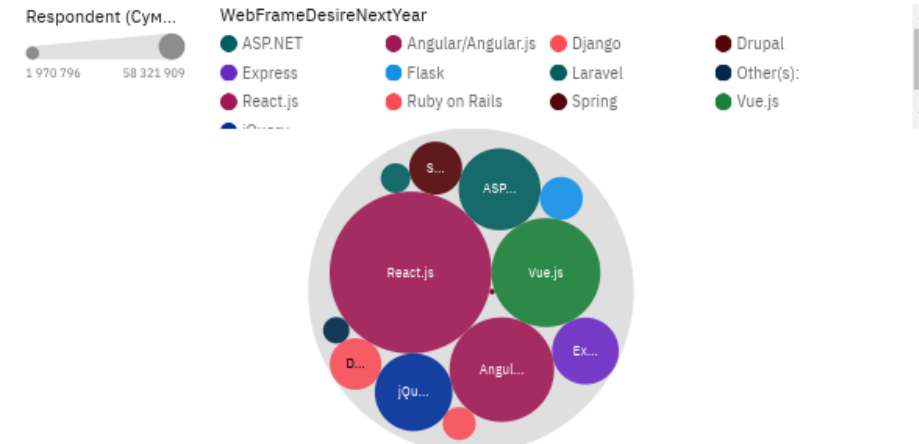 Respondent (Сум...
1 970 796
58 321 909
WebFrameDesireNextYear
ASP.NET
Angular/Angular.js
Django
Drupal
Express
Flask
Laravel
Other(s):
React.js
Ruby on Rails
Spring
Vue.js
jQuery
S...
ASP...
React.js
Vue.js
Ex...
D...
Angul...
jQu...